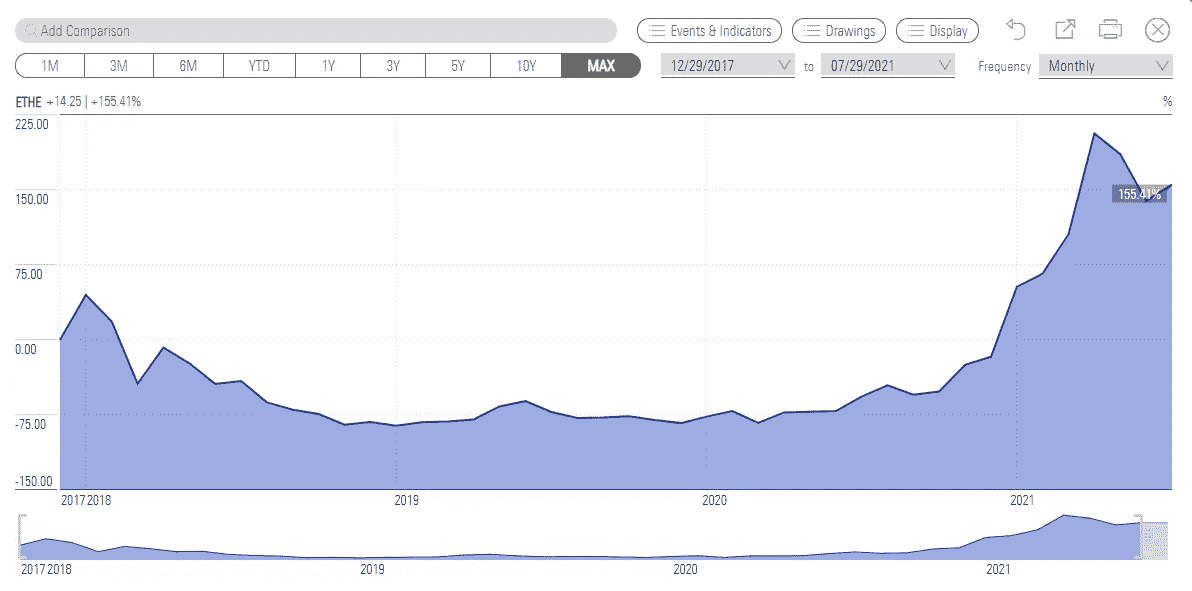 Add Comparison Events & Indicators Drawings Display
1M 3M 6M YTD 1Y 3Y 5Y 10Y MAX 12/29/2017 to 07/29/2021 Frequency Monthly
ETHE +14.25 | +155.41% %
225.00
150.00
155.41%
75.00
0.00
-75.00
-150.00
2017 2018 2019 2020 2021
2017 2018 2019 2020 2021